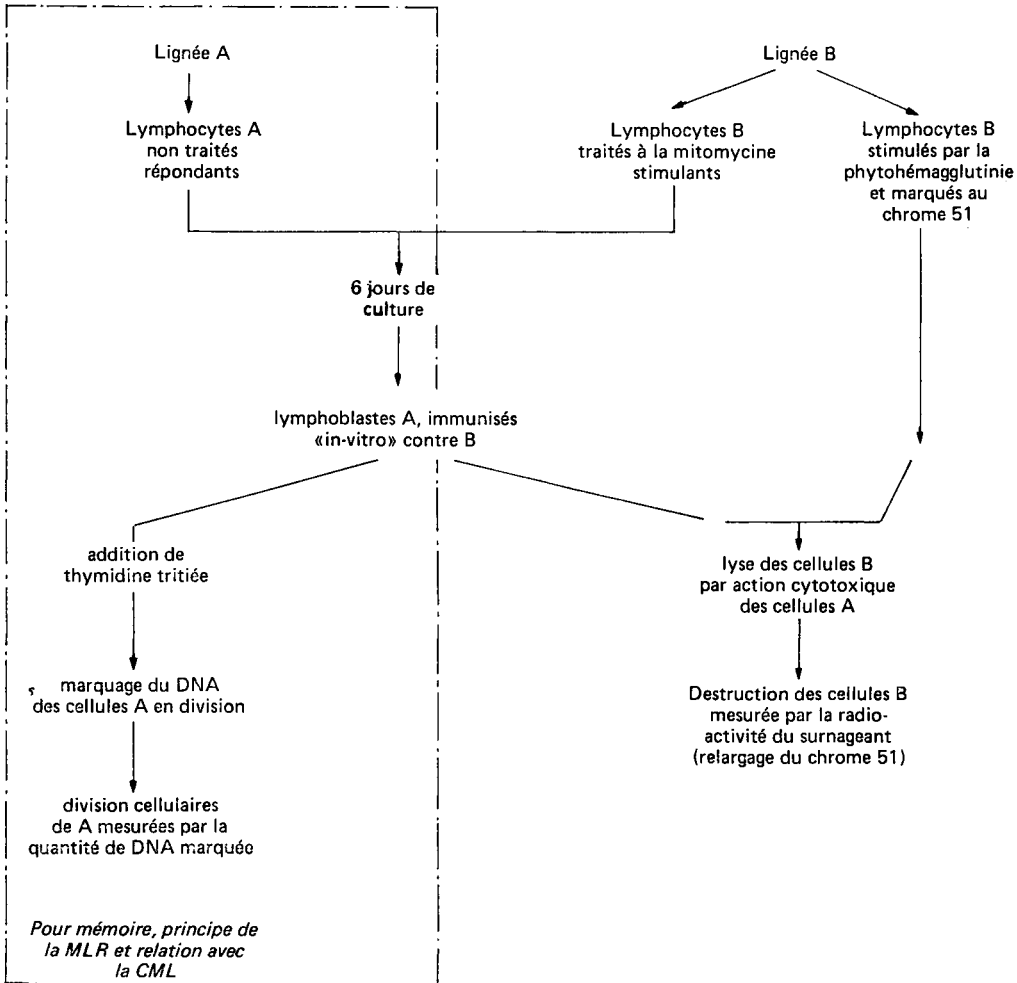 Lignée A
Lignée B
Lymphocytes A
non traités
répondants
Lymphocytes B
traités à la mitomycine
stimulants
Lymphocytes B
stimulés par la
phytohémagglutinie
et marqués au
chrome 51
6 jours de
culture
lymphoblastes A, immunisés
«in-vitro» contre B
addition de
thymidine tritiée
lyse des cellules B
par action cytotoxique
des cellules A
marquage du DNA
des cellules A en division
Destruction des cellules B
mesurée par la radio-
activité du surnageant
(relargage du chrome 51)
division cellulaires
de A mesurées par la
quantité de DNA marquée
Pour mémoire, principe de
la MLR et relation avec
la CML